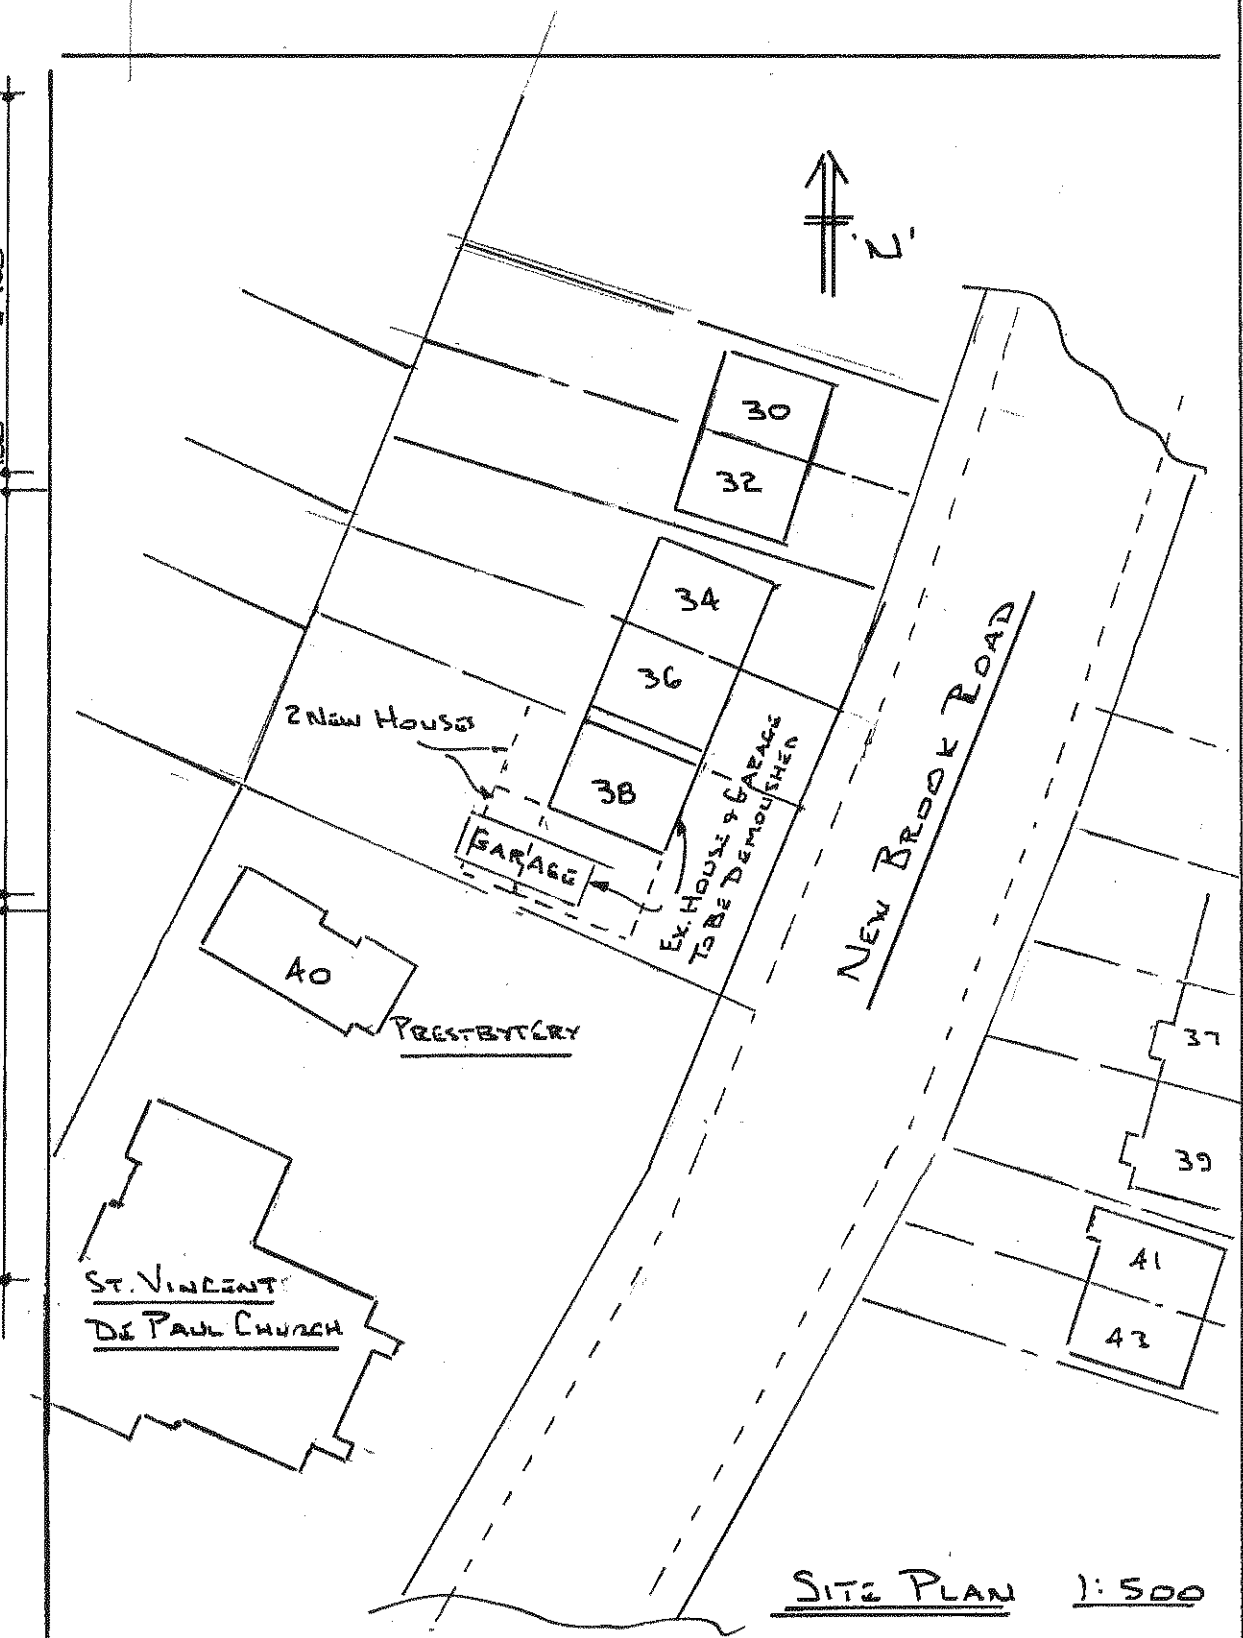 'N'
30
32
34
36
2 NEW HOUSES
38
GARAGE
EX. HOUSE & GARAGE
TO BE DEMOLISHED
NEW BROOK ROAD
40
PRESTBYTERY
37
39
41
43
ST. VINCENT
DE PAUL CHURCH
SITE PLAN 1:500